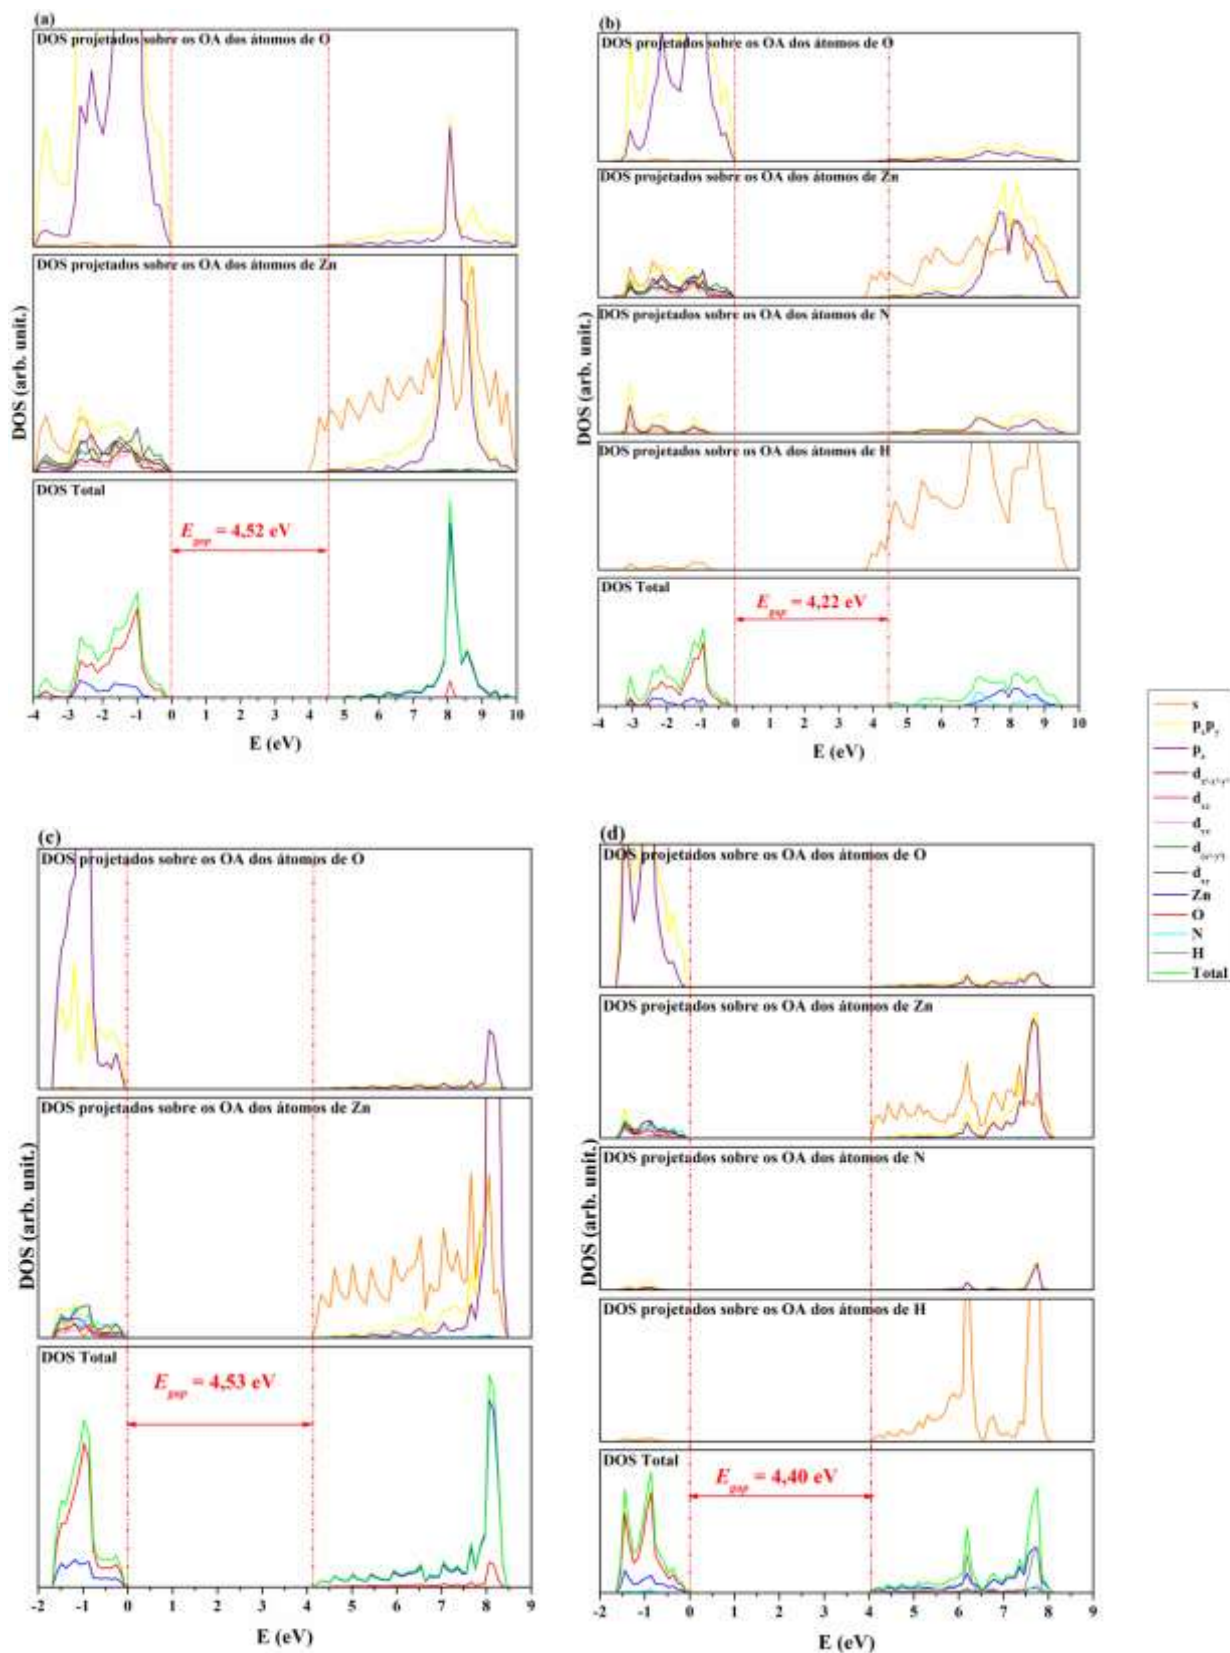 (a)
DOS projetados sobre os OA dos átomos de O
DOS projetados sobre os OA dos átomos de Zn
DOS (arb. unit.)
DOS Total
E_gap = 4,52 eV
-4 -3 -2 -1 0 1 2 3 4 5 6 7 8 9 10
E (eV)
(b)
DOS projetados sobre os OA dos átomos de O
DOS projetados sobre os OA dos átomos de Zn
DOS projetados sobre os OA dos átomos de N
DOS (arb. unit.)
DOS projetados sobre os OA dos átomos de H
DOS Total
E_gap = 4,22 eV
-4 -3 -2 -1 0 1 2 3 4 5 6 7 8 9 10
E (eV)
s
Zn
O
N
H
Total
(c)
DOS projetados sobre os OA dos átomos de O
DOS projetados sobre os OA dos átomos de Zn
DOS (arb. unit.)
DOS Total
E_gap = 4,53 eV
-2 -1 0 1 2 3 4 5 6 7 8 9
E (eV)
(d)
DOS projetados sobre os OA dos átomos de O
DOS projetados sobre os OA dos átomos de Zn
DOS projetados sobre os OA dos átomos de N
DOS (arb. unit.)
DOS projetados sobre os OA dos átomos de H
DOS Total
E_gap = 4,40 eV
-2 -1 0 1 2 3 4 5 6 7 8 9
E (eV)